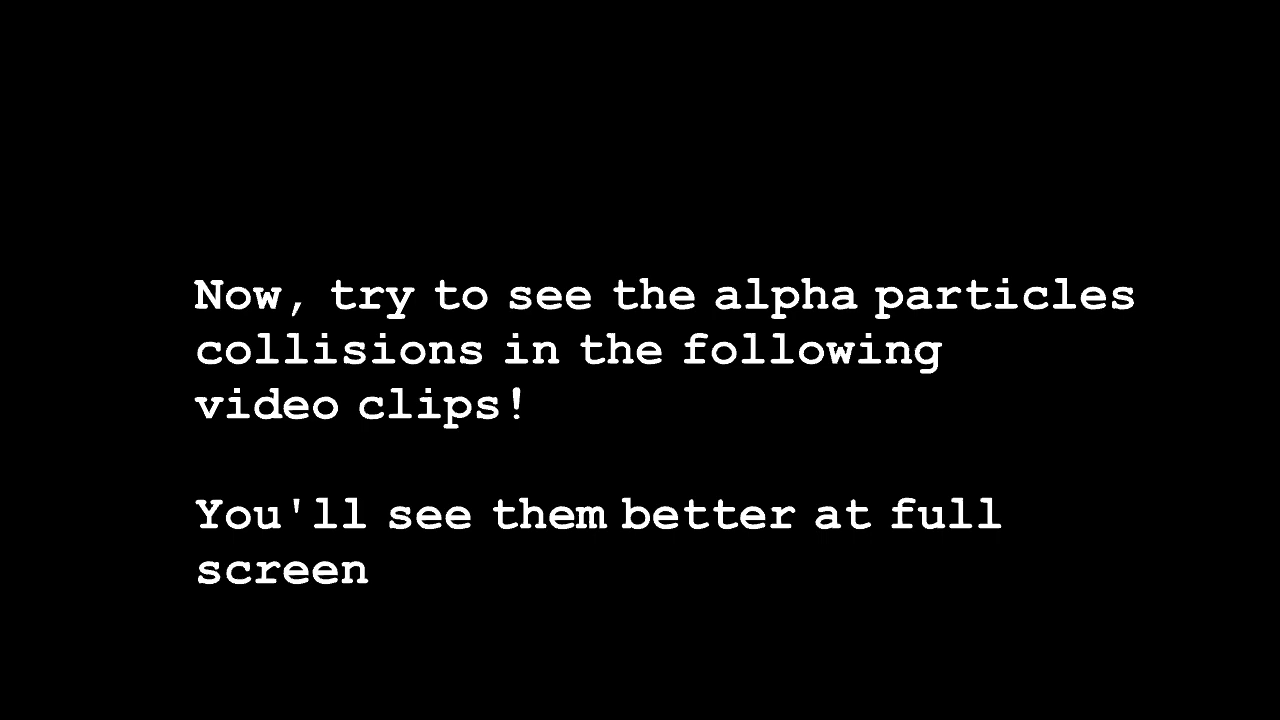 Now, try to see the alpha particles
collisions in the following
video clips!
You'll see them better at full
screen